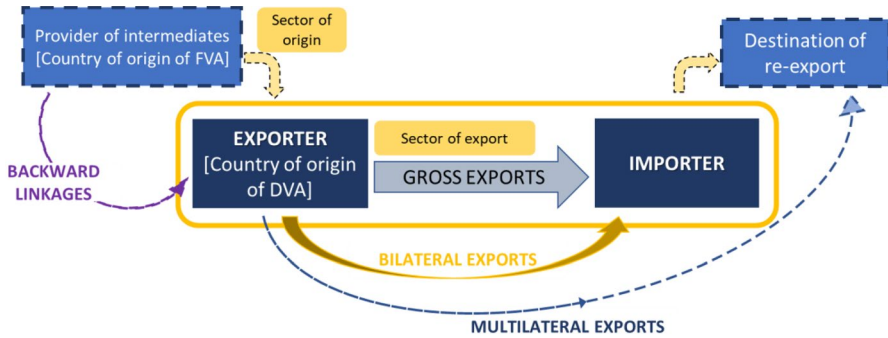 Provider of intermediates
[Country of origin of FVA]
Sector of
origin
Destination of
re-export
EXPORTER
[Country of origin
of DVA]
Sector of export
GROSS EXPORTS
IMPORTER
BACKWARD
LINKAGES
BILATERAL EXPORTS
MULTILATERAL EXPORTS